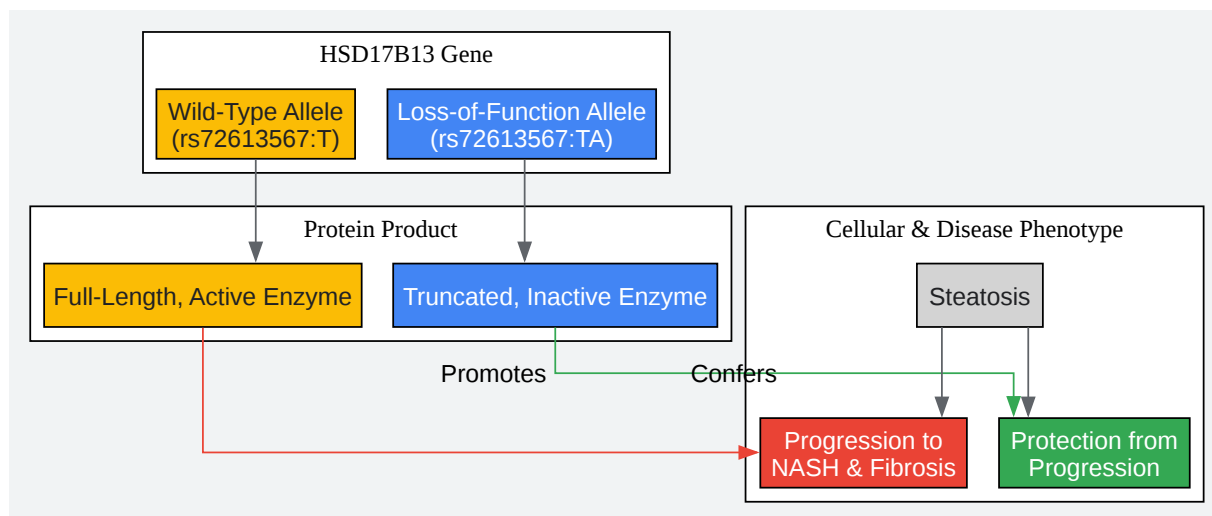 HSD17B13 Gene
Wild-Type Allele
(rs72613567:T)
Loss-of-Function Allele
(rs72613567:TA)
Protein Product
Full-Length, Active Enzyme
Truncated, Inactive Enzyme
Cellular & Disease Phenotype
Steatosis
Promotes
Confers
Progression to
NASH & Fibrosis
Protection from
Progression